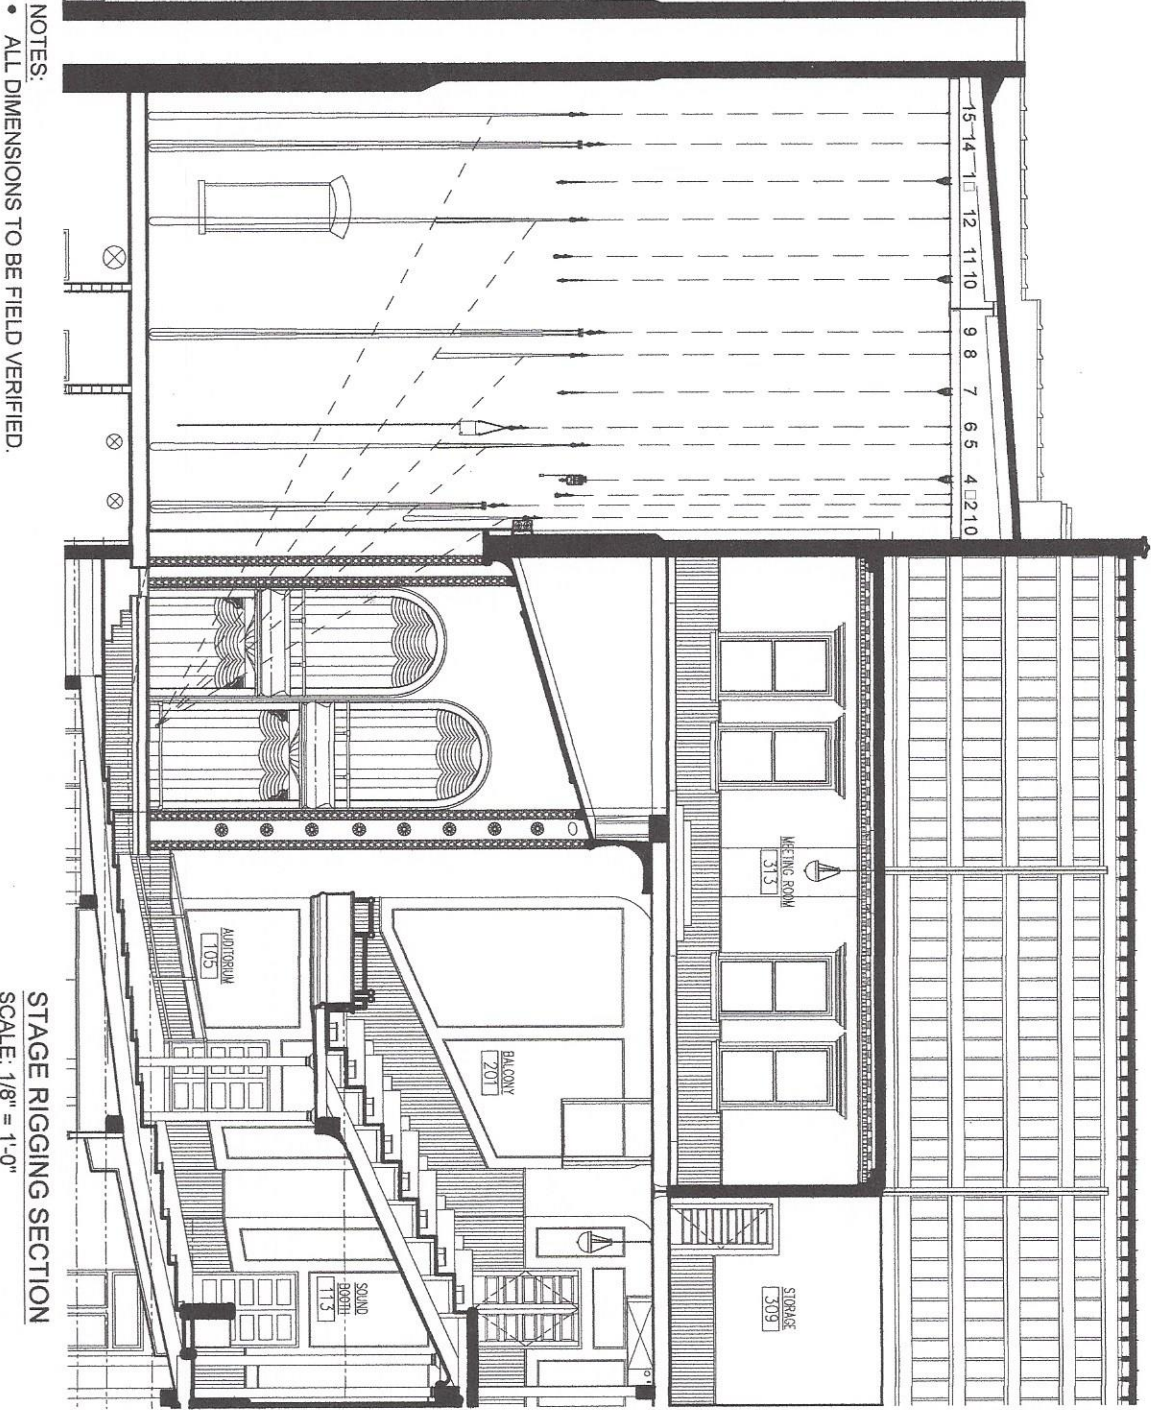 15 14 1□ 12 11 10 9 8 7 6 5 4 □ 2 1 0
MEETING ROOM
313
STORAGE
309
BALCONY
201
AUDITORIUM
105
SOUND
BOOTH
113
NOTES:
• ALL DIMENSIONS TO BE FIELD VERIFIED.
STAGE RIGGING SECTION
SCALE: 1/8" = 1'-0"